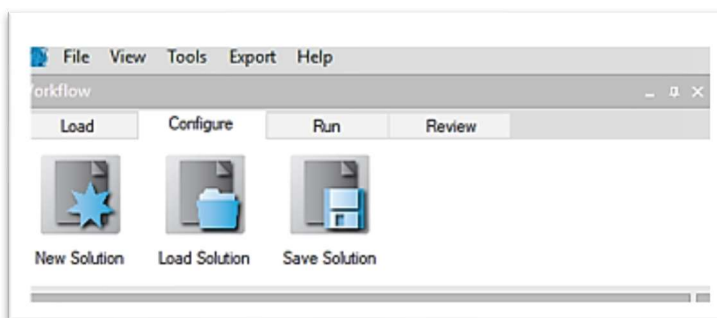 File View Tools Export Help
orkflow
Load Configure Run Review
New Solution Load Solution Save Solution